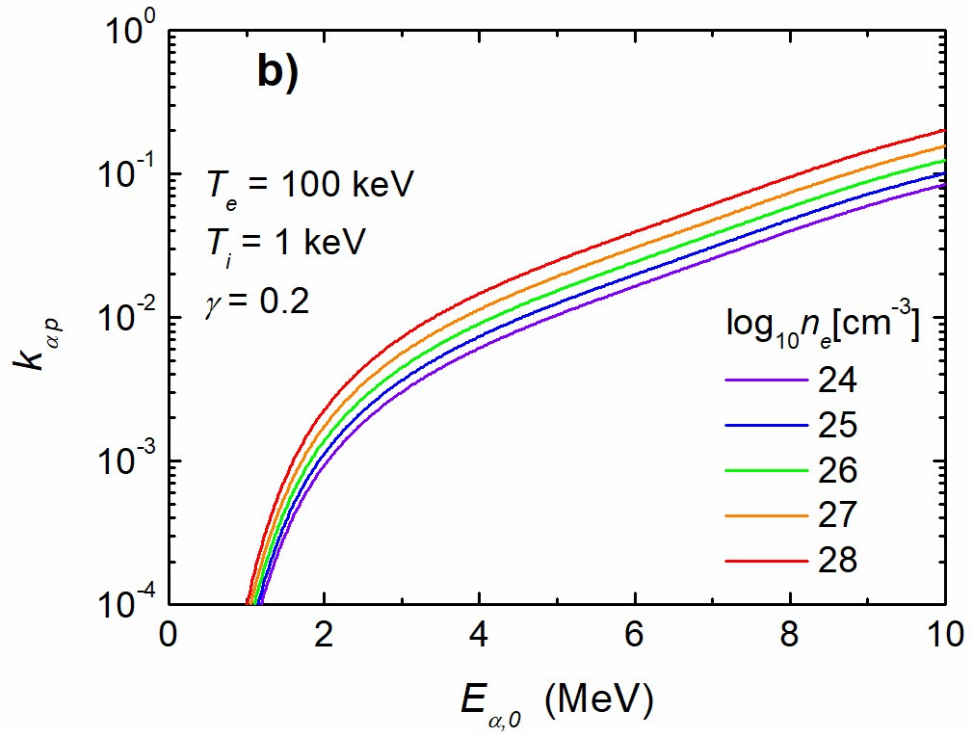 b)
T_e = 100 keV
T_i = 1 keV
γ = 0.2
10^0
10^-1
10^-2
10^-3
10^-4
k_αp
log_10 n_e[cm^-3]
24
25
26
27
28
0 2 4 6 8 10
E_α,0 (MeV)